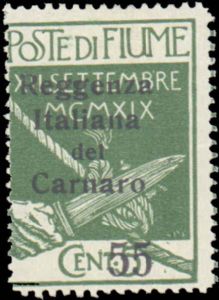 POSTE DI FIUME
XII SETTEMBRE
MCMXIX
Reggenza
Italiana
del
Carnaro
CENT 55